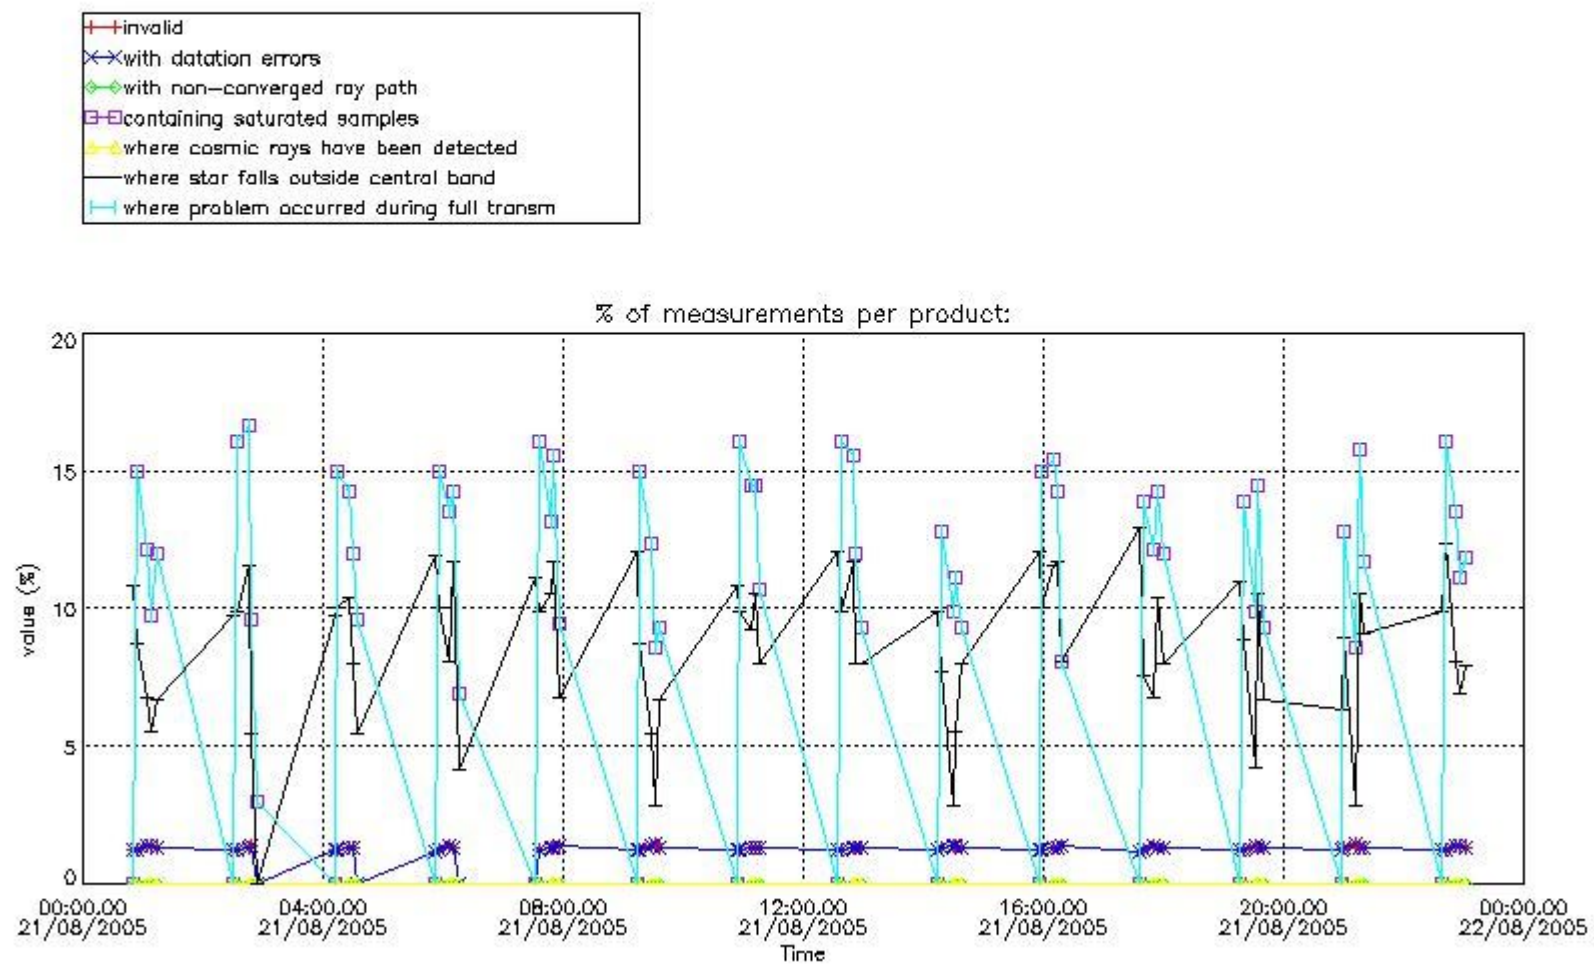 invalid
with datation errors
with non-converged ray path
containing saturated samples
where cosmic rays have been detected
where star falls outside central band
where problem occurred during full transm
% of measurements per product:
20
15
10
5
0
value (%)
00:00:00 04:00:00 08:00:00 12:00:00 16:00:00 20:00:00 00:00:00
21/08/2005 21/08/2005 21/08/2005 21/08/2005 21/08/2005 21/08/2005 22/08/2005
Time